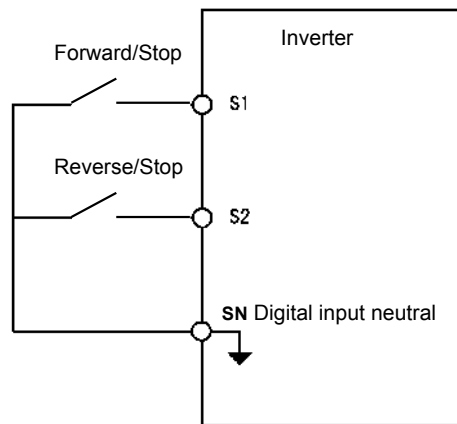 Inverter
Forward/Stop
S1
Reverse/Stop
S2
SN Digital input neutral